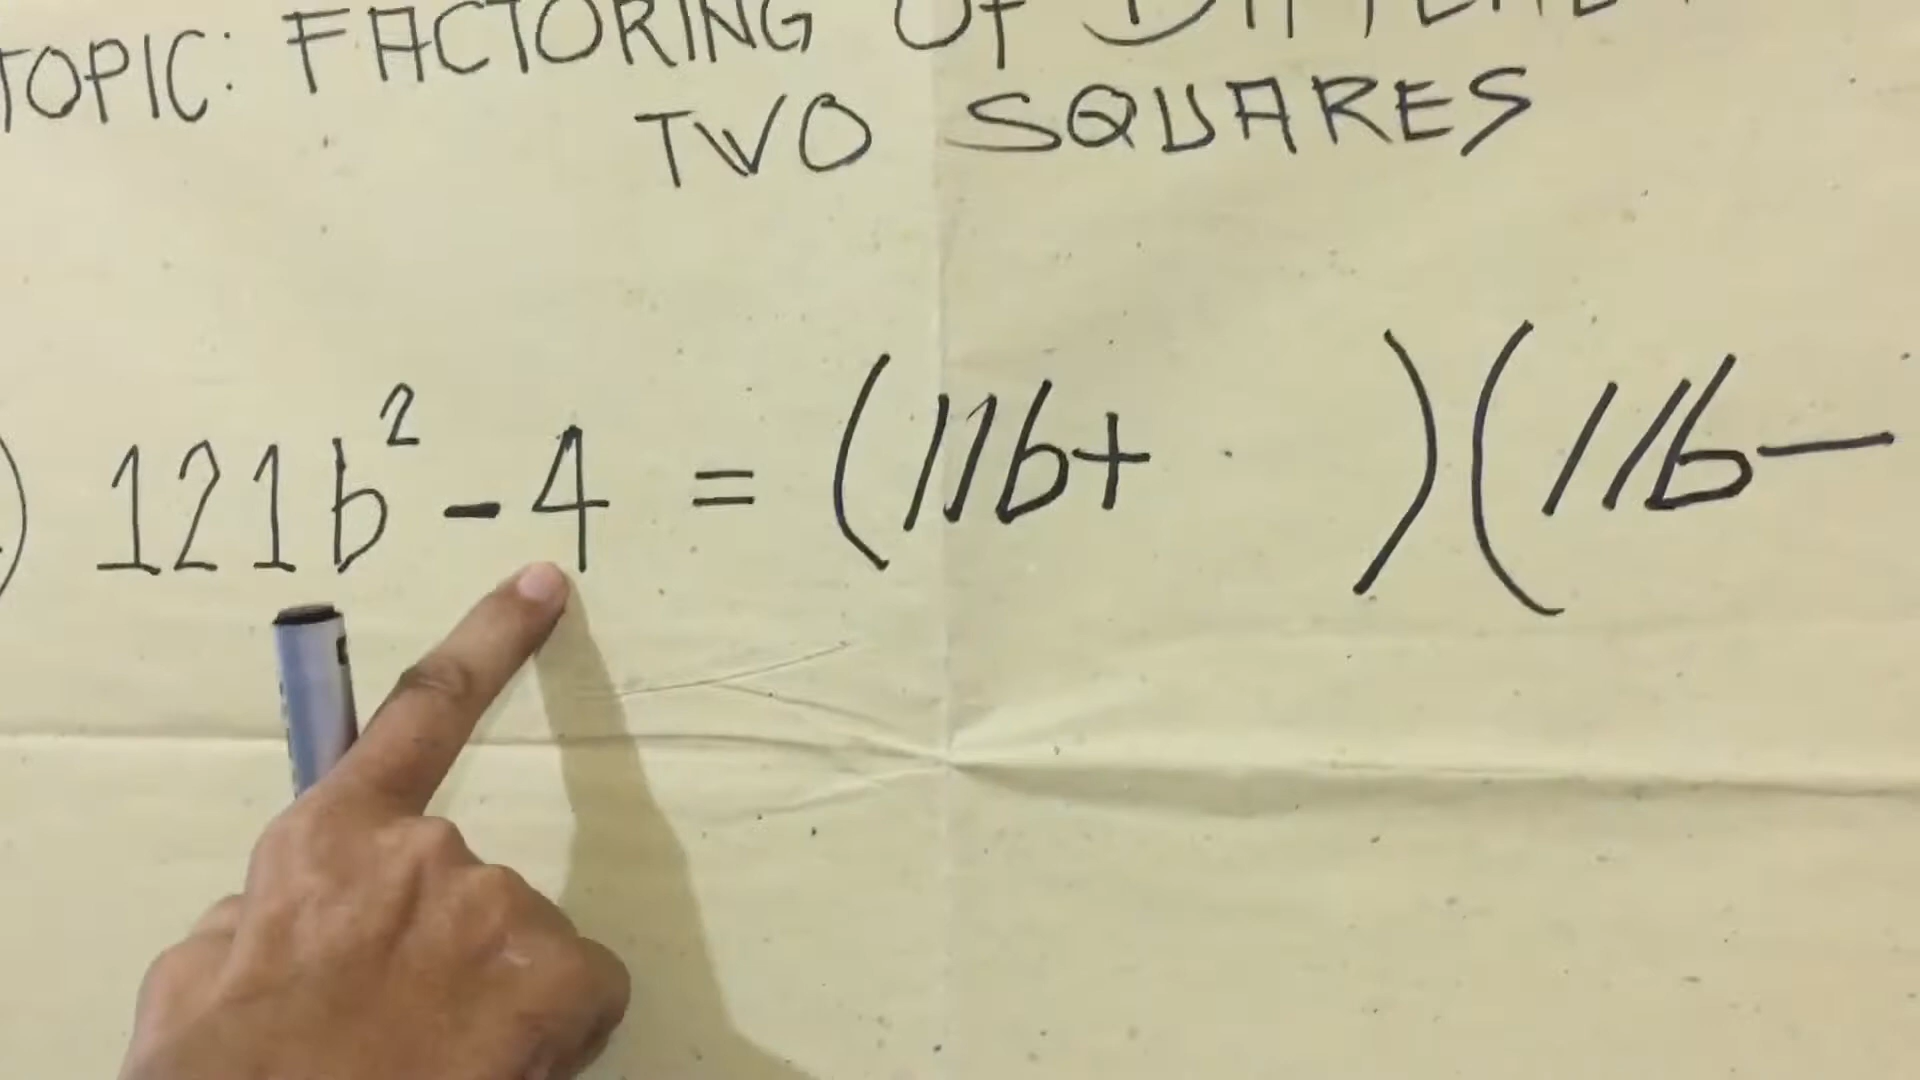 TOPIC: FACTORING OF
TWO SQUARES
) 121b² - 4 = (11b+ )(11b-